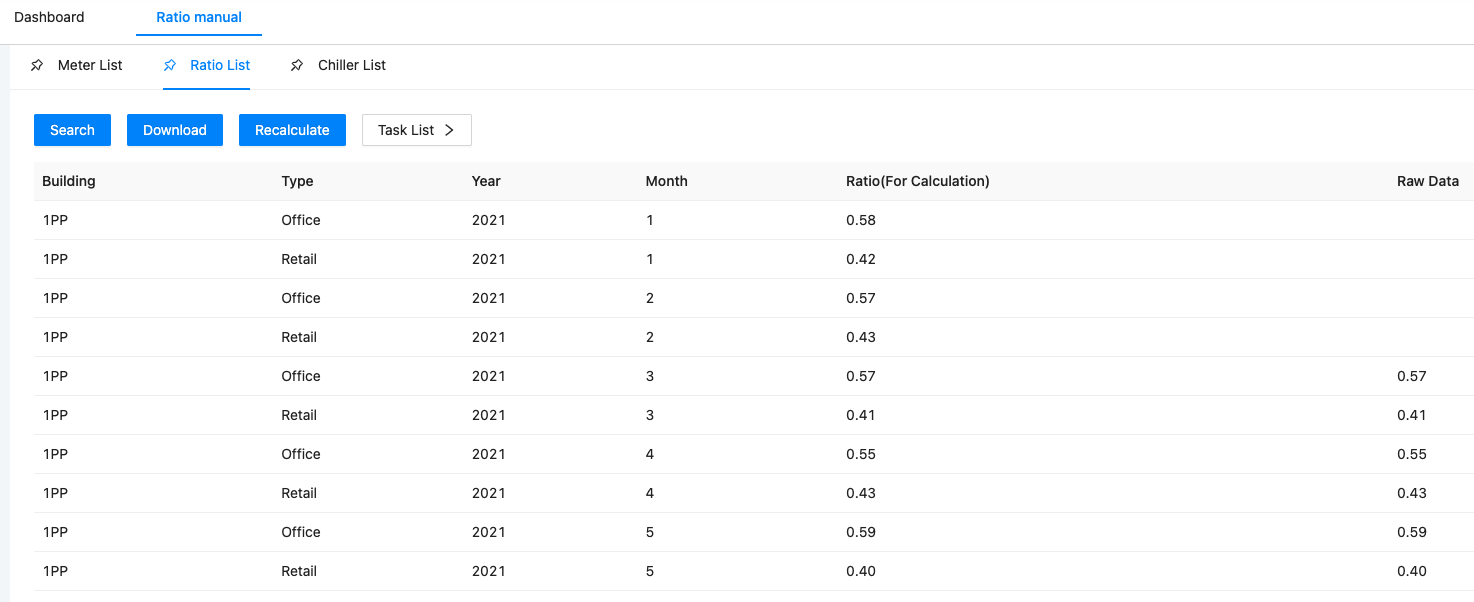 Dashboard Ratio manual
Meter List Ratio List Chiller List
Search Download Recalculate Task List
Building Type Year Month Ratio(For Calculation) Raw Data
1PP Office 2021 1 0.58
1PP Retail 2021 1 0.42
1PP Office 2021 2 0.57
1PP Retail 2021 2 0.43
1PP Office 2021 3 0.57 0.57
1PP Retail 2021 3 0.41 0.41
1PP Office 2021 4 0.55 0.55
1PP Retail 2021 4 0.43 0.43
1PP Office 2021 5 0.59 0.59
1PP Retail 2021 5 0.40 0.40